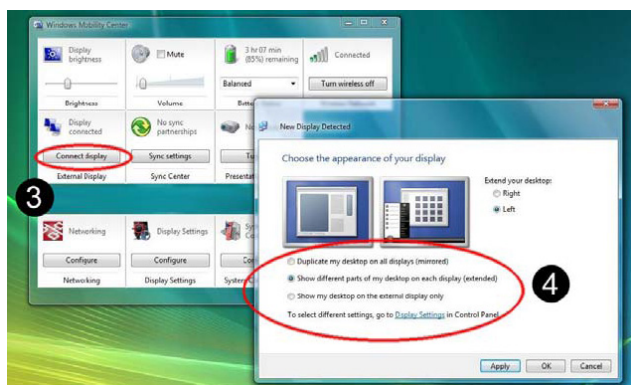 Windows Mobility Center
Display brightness
Mute
3 hr 07 min
(85%) remaining
Connected
Balanced
Turn wireless off
Brightness
Volume
Display connected
No sync partnerships
Connect display
Sync settings
External Display
Sync Center
3
Networking
Display Settings
Configure
Configure
Networking
Display Settings
New Display Detected
Choose the appearance of your display
Extend your desktop:
Right
Left
Duplicate my desktop on all displays (mirrored)
Show different parts of my desktop on each display (extended)
Show my desktop on the external display only
To select different settings, go to Display Settings in Control Panel.
4
Apply
OK
Cancel